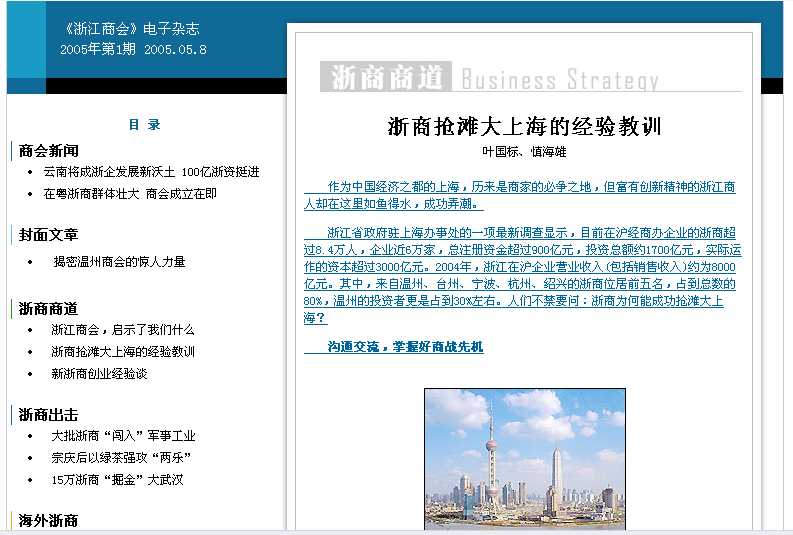 《浙江商会》电子杂志
2005年第1期 2005.05.8
目 录
商会新闻
• 云南将成浙企发展新沃土 100亿浙资挺进
• 在粤浙商群体壮大 商会成立在即
封面文章
• 揭密温州商会的惊人力量
浙商商道
• 浙江商会，启示了我们什么
• 浙商抢滩大上海的经验教训
• 新浙商创业经验谈
浙商出击
• 大批浙商“闯入”军事工业
• 宗庆后以绿茶强攻“两乐”
• 15万浙商“掘金”大武汉
海外浙商
浙商商道 Business Strategy
浙商抢滩大上海的经验教训
叶国标、慎海雄
作为中国经济之都的上海，历来是商家的必争之地，但富有创新精神的浙江商
人却在这里如鱼得水，成功弄潮。
浙江省政府驻上海办事处的一项最新调查显示，目前在沪经商办企业的浙商超
过8.4万人，企业近6万家，总注册资金超过900亿元，投资总额约1700亿元，实际运
作的资本超过3000亿元。2004年，浙江在沪企业营业收入(包括销售收入)约为8000
亿元。其中，来自温州、台州、宁波、杭州、绍兴的浙商位居前五名，占到总数的
80%，温州的投资者更是占到30%左右。人们不禁要问：浙商为何能成功抢滩大上
海？
沟通交流，掌握好商战先机